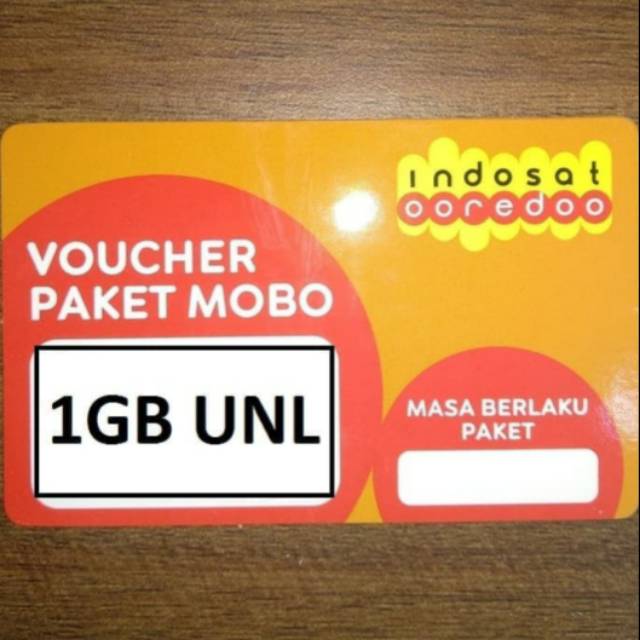 indosat
ooredoo
VOUCHER
PAKET MOBO
1GB UNL
MASA BERLAKU
PAKET